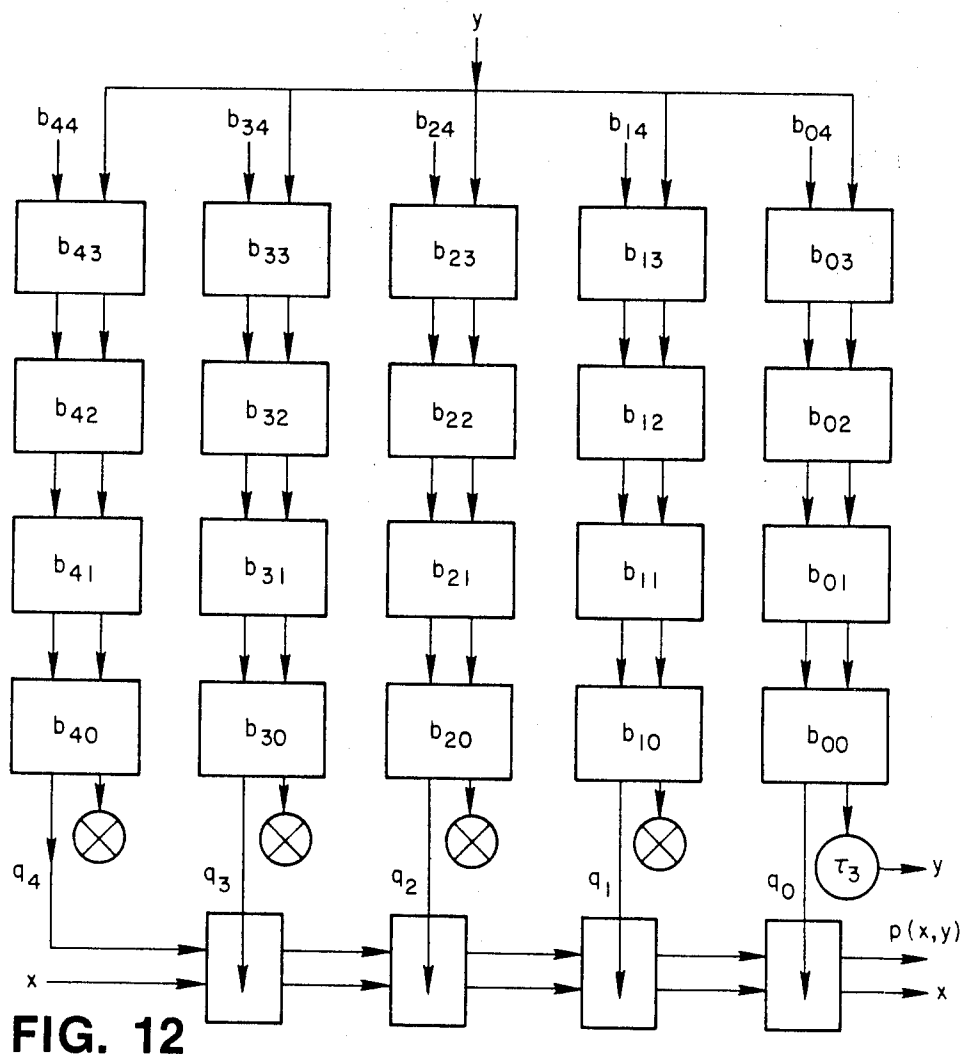 y
b44 b34 b24 b14 b04
b43 b33 b23 b13 b03
b42 b32 b22 b12 b02
b41 b31 b21 b11 b01
b40 b30 b20 b10 b00
q4 q3 q2 q1 q0 τ3 y
p(x,y)
x x
FIG. 12